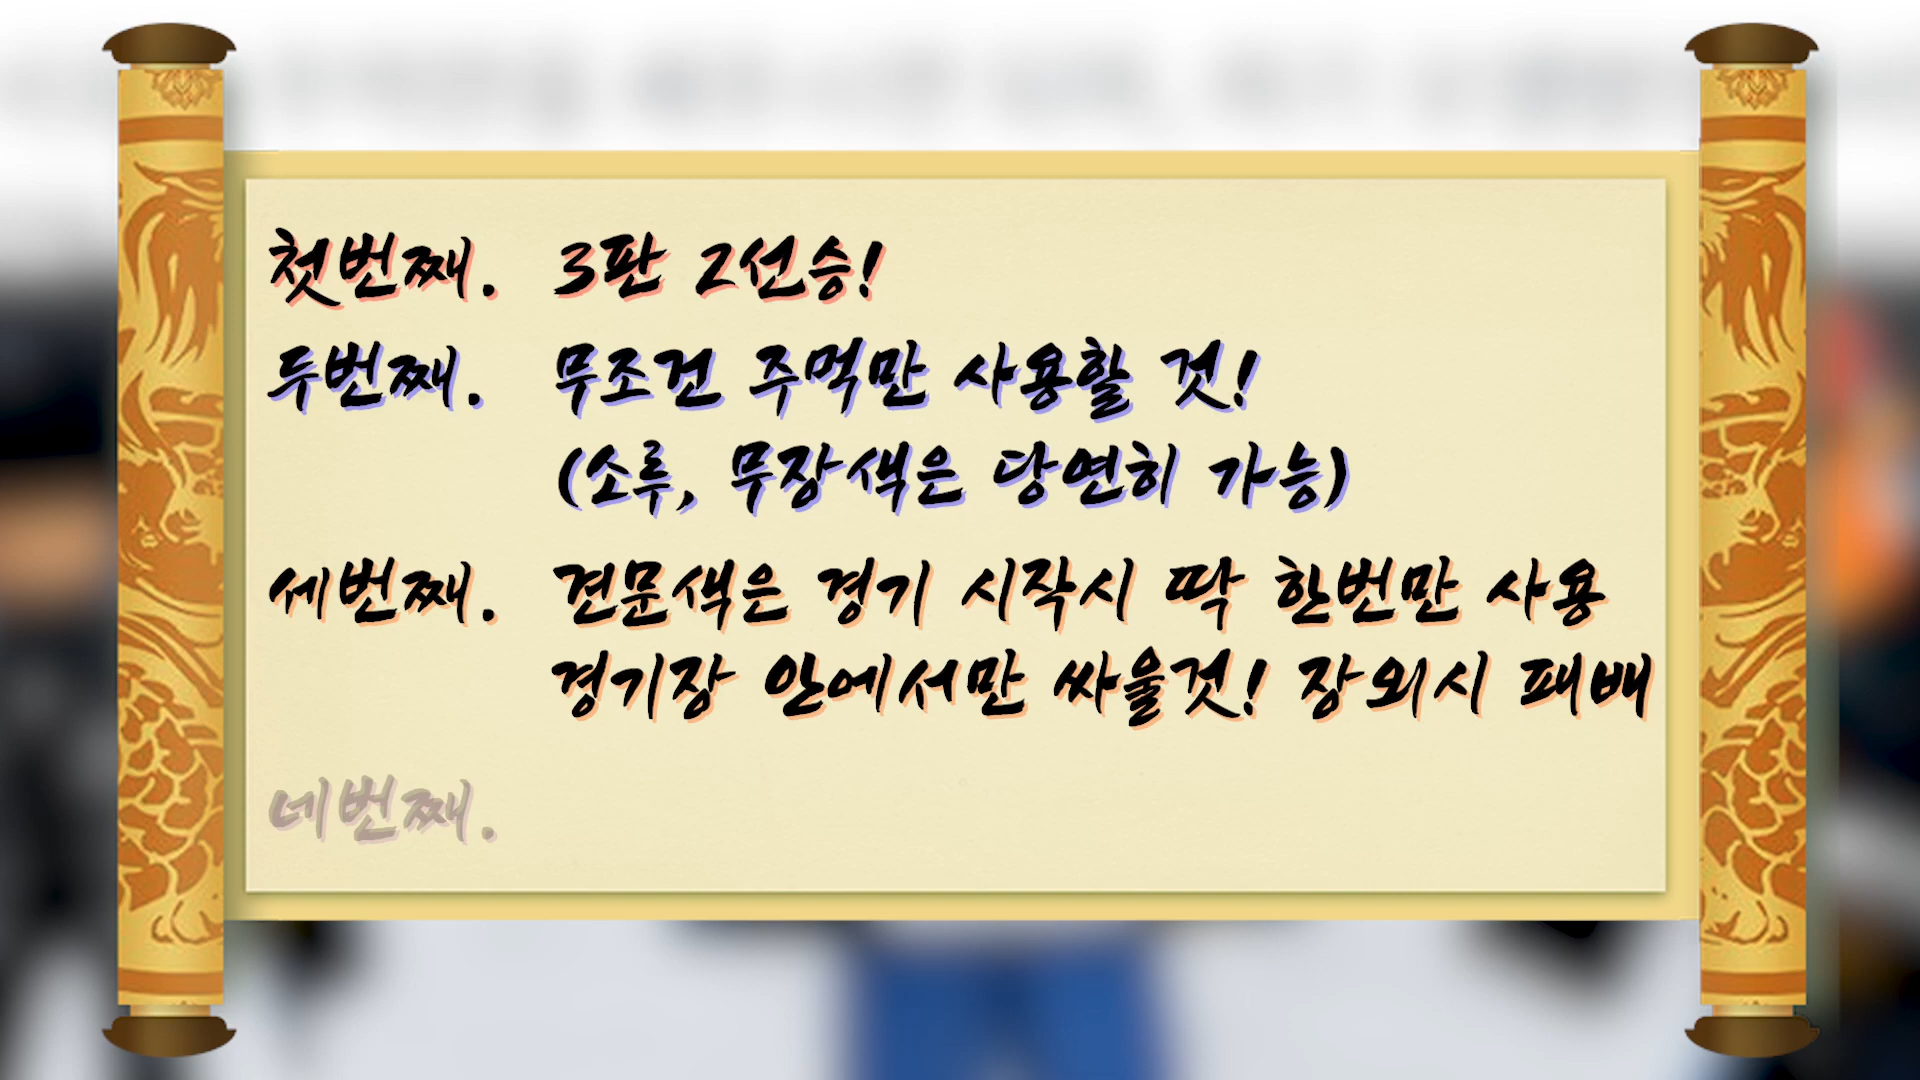 첫번째. 3판 2선승!
두번째. 무조건 주먹만 사용할 것!
(소루, 무장색은 당연히 가능)
세번째. 견문색은 경기 시작시 딱 한번만 사용
경기장 안에서만 싸울것! 장외시 패배
네번째.